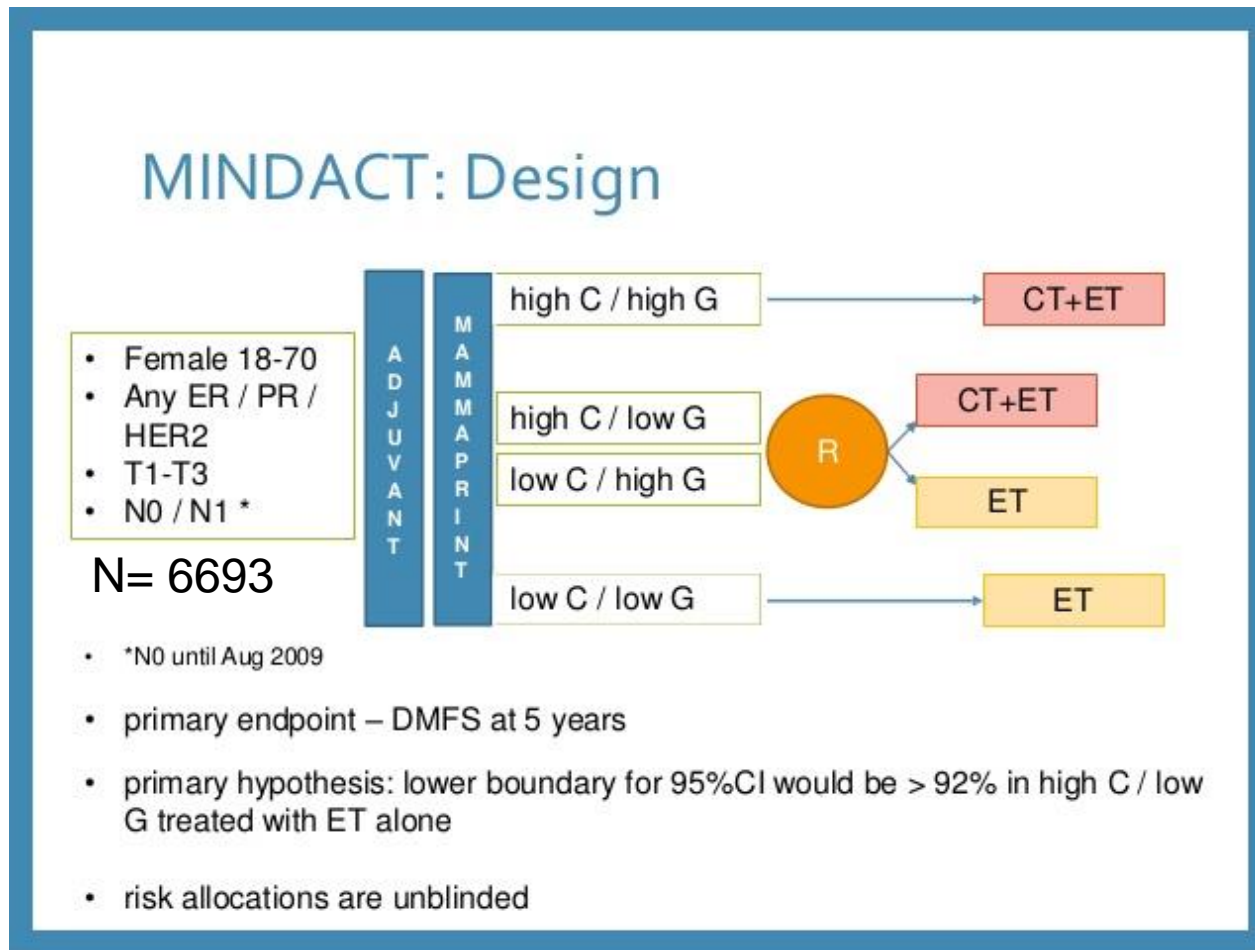 MINDACT: Design
• Female 18-70
• Any ER / PR /
HER2
• T1-T3
• N0 / N1 *
N= 6693
ADJUVANT
MAMMAPRINT
high C / high G
CT+ET
high C / low G
low C / high G
R
CT+ET
ET
low C / low G
ET
• *N0 until Aug 2009
• primary endpoint – DMFS at 5 years
• primary hypothesis: lower boundary for 95%CI would be > 92% in high C / low
G treated with ET alone
• risk allocations are unblinded